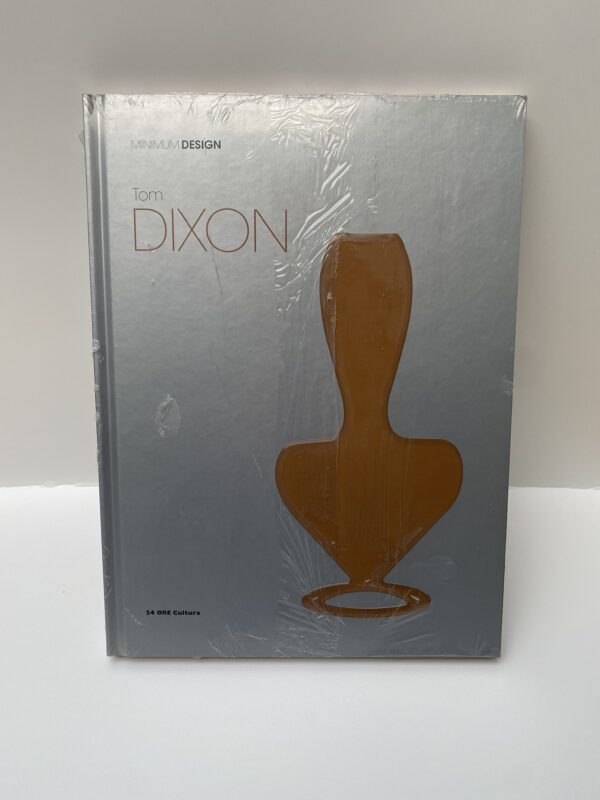 MINIMUM DESIGN
Tom
DIXON
24 ORE Cultura